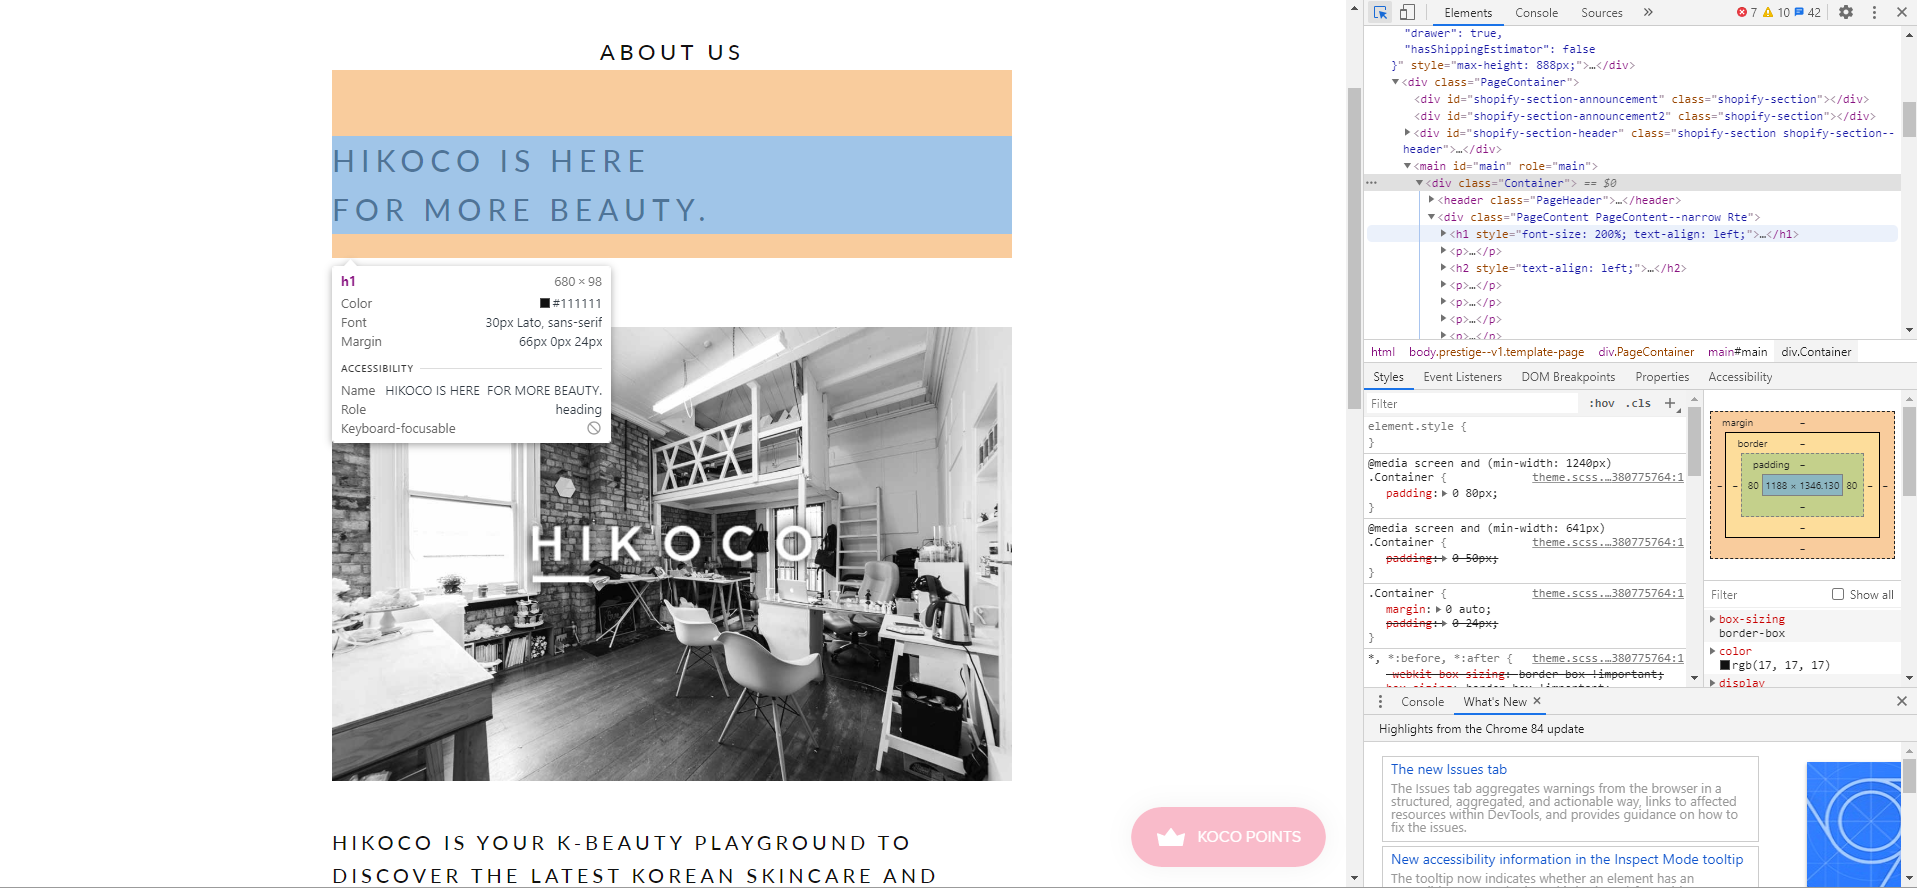 ABOUT US
HIKOCO IS HERE
FOR MORE BEAUTY.
h1 680 × 98
Color #111111
Font 30px Lato, sans-serif
Margin 66px 0px 24px
ACCESSIBILITY
Name HIKOCO IS HERE FOR MORE BEAUTY.
Role heading
Keyboard-focusable
HIKOCO
KOCO POINTS
HIKOCO IS YOUR K-BEAUTY PLAYGROUND TO
DISCOVER THE LATEST KOREAN SKINCARE AND
Elements Console Sources » 7 10 42
"drawer": true,
"hasShippingEstimator": false
}" style="max-height: 888px;">…</div>
<div class="PageContainer">
<div id="shopify-section-announcement" class="shopify-section"></div>
<div id="shopify-section-announcement2" class="shopify-section"></div>
<div id="shopify-section-header" class="shopify-section shopify-section--
header">…</div>
<main id="main" role="main">
<div class="Container"> == $0
<header class="PageHeader">…</header>
<div class="PageContent PageContent--narrow Rte">
<h1 style="font-size: 200%; text-align: left;">…</h1>
<p>…</p>
<h2 style="text-align: left;">…</h2>
<p>…</p>
<p>…</p>
<p>…</p>
<p>…</p>
html body.prestige--v1.template-page div.PageContainer main#main div.Container
Styles Event Listeners DOM Breakpoints Properties Accessibility
Filter :hov .cls +
element.style {
}
@media screen and (min-width: 1240px)
.Container { theme.scss.…380775764:1
padding: 0 80px;
}
@media screen and (min-width: 641px)
.Container { theme.scss.…380775764:1
padding: 0 50px;
}
.Container { theme.scss.…380775764:1
margin: 0 auto;
padding: 0 24px;
}
*, *:before, *:after { theme.scss.…380775764:1
-webkit-box-sizing: border-box !important;
box-sizing: border-box !important;
margin –
border –
padding –
– – 80 1188 × 1346.130 80 – –
–
–
–
Filter Show all
box-sizing
border-box
color
rgb(17, 17, 17)
display
Console What's New ×
Highlights from the Chrome 84 update
The new Issues tab
The Issues tab aggregates warnings from the browser in a
structured, aggregated, and actionable way, links to affected
resources within DevTools, and provides guidance on how to
fix the issues.
New accessibility information in the Inspect Mode tooltip
The tooltip now indicates whether an element has an